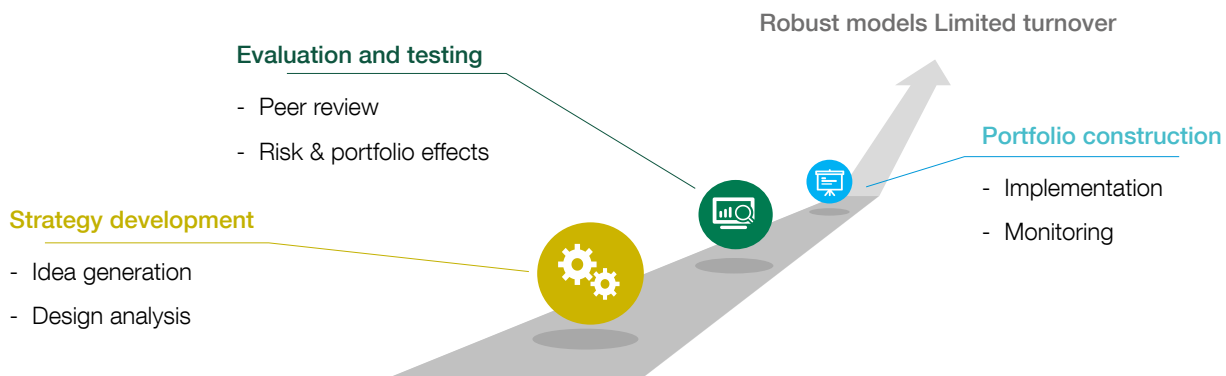 Robust models Limited turnover
Evaluation and testing
- Peer review
- Risk & portfolio effects
Portfolio construction
- Implementation
- Monitoring
Strategy development
- Idea generation
- Design analysis